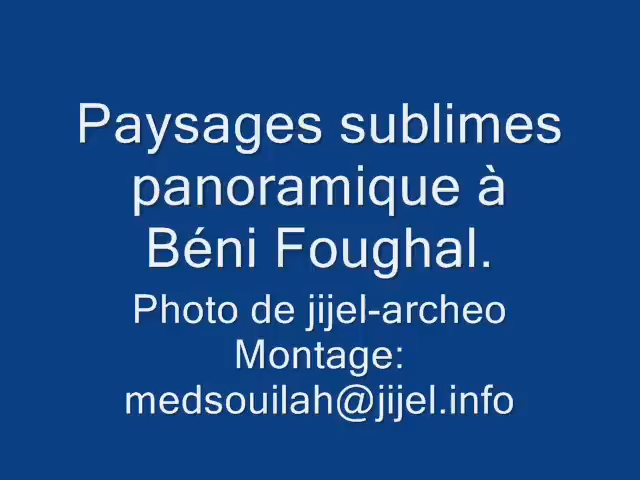 Paysages sublimes
panoramique à
Béni Foughal.
Photo de jijel-archeo
Montage:
medsouilah@jijel.info